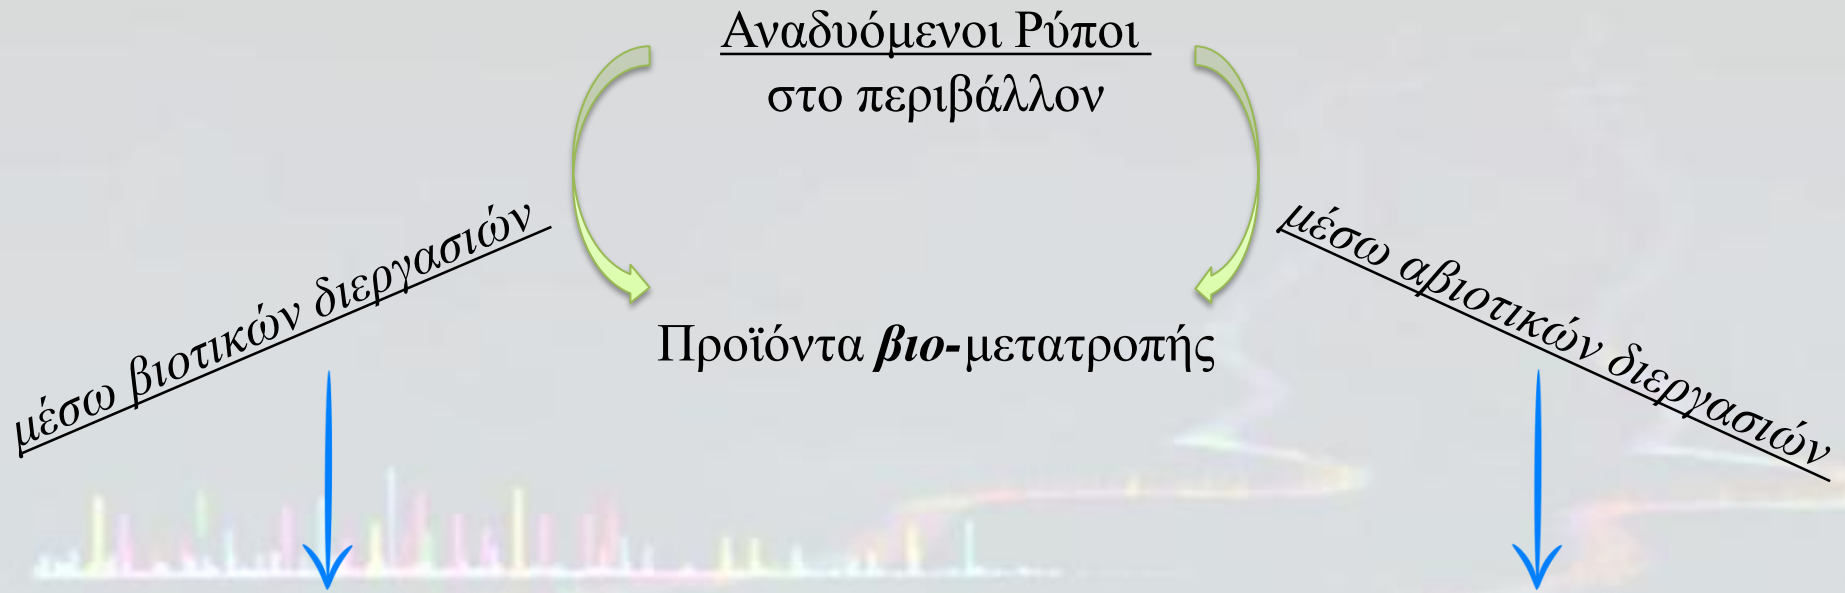 Αναδυόμενοι Ρύποι
στο περιβάλλον
μέσω βιοτικών διεργασιών
μέσω αβιοτικών διεργασιών
Προϊόντα βιο-μετατροπής